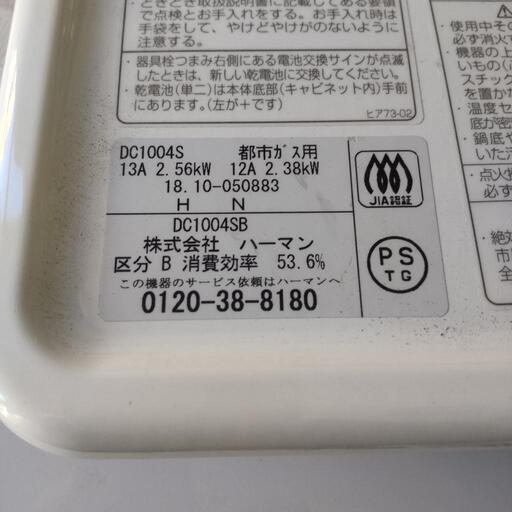 ・ときどき取扱説明書に記載してある要領
で点検とお手入れをする。お手入れ時は
手袋をして、やけどやけがのないように
注意する。
・器具栓つまみ右側にある電池交換サインが点滅
したときは、新しい乾電池に交換してください。
・乾電池(単二)は本体底部(キャビネット内)手前
にあります。(左が＋です)
ヒア73-02
DC1004S 都市ガス用
13A 2.56kW 12A 2.38kW
18.10-050883
H N
DC1004SB
株式会社 ハーマン
区分 B 消費効率 53.6%
この機器のサービス依頼はハーマンへ
0120-38-8180
JIA認証
PS
TG
・使用中その
必ず消火
・機器の上
いもの(
スチック
を置か
・温度セ
底が密
・鍋底や
いた汚
・点火
必ず
・絶対
市